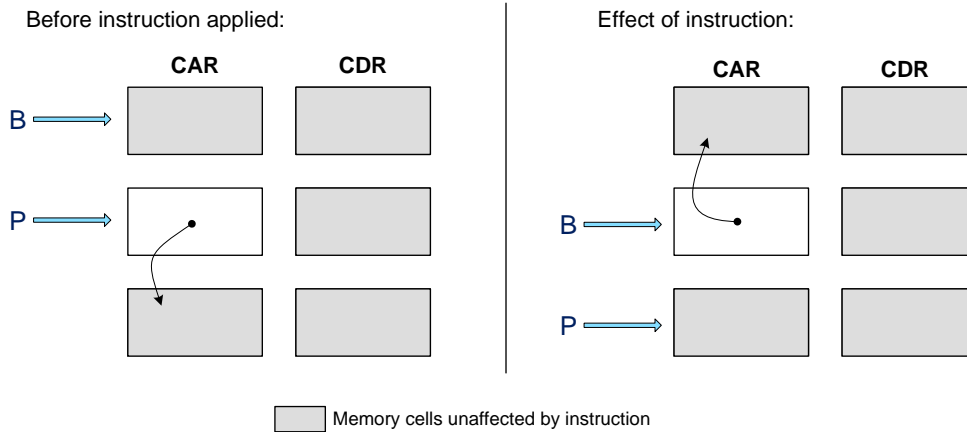 Before instruction applied:
CAR CDR
B
P
Effect of instruction:
CAR CDR
B
P
Memory cells unaffected by instruction